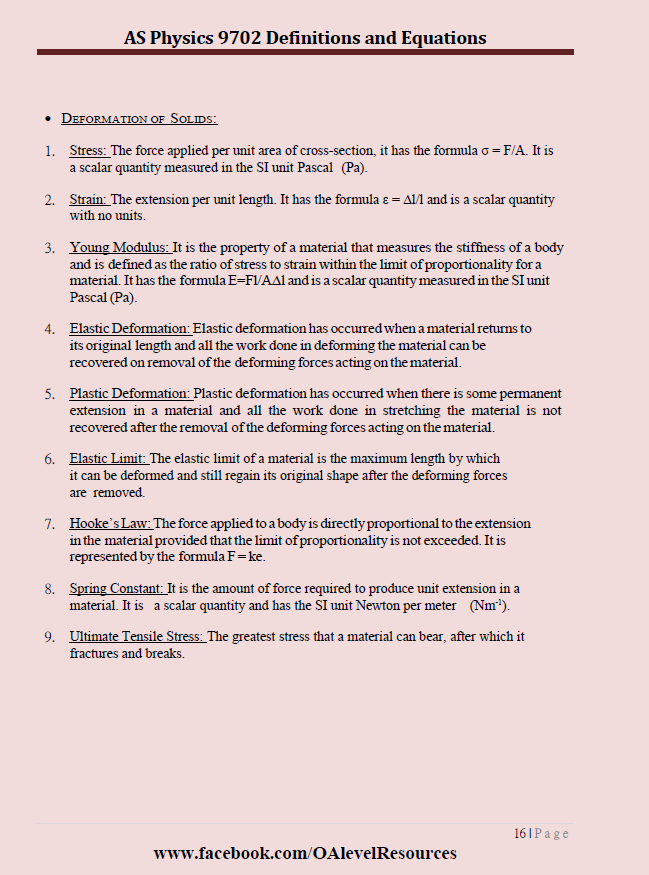 AS Physics 9702 Definitions and Equations
• DEFORMATION OF SOLIDS:
1. Stress: The force applied per unit area of cross-section, it has the formula σ = F/A. It is
a scalar quantity measured in the SI unit Pascal (Pa).
2. Strain: The extension per unit length. It has the formula ε = Δl/l and is a scalar quantity
with no units.
3. Young Modulus: It is the property of a material that measures the stiffness of a body
and is defined as the ratio of stress to strain within the limit of proportionality for a
material. It has the formula E=Fl/AΔl and is a scalar quantity measured in the SI unit
Pascal (Pa).
4. Elastic Deformation: Elastic deformation has occurred when a material returns to
its original length and all the work done in deforming the material can be
recovered on removal of the deforming forces acting on the material.
5. Plastic Deformation: Plastic deformation has occurred when there is some permanent
extension in a material and all the work done in stretching the material is not
recovered after the removal of the deforming forces acting on the material.
6. Elastic Limit: The elastic limit of a material is the maximum length by which
it can be deformed and still regain its original shape after the deforming forces
are removed.
7. Hooke's Law: The force applied to a body is directly proportional to the extension
in the material provided that the limit of proportionality is not exceeded. It is
represented by the formula F = ke.
8. Spring Constant: It is the amount of force required to produce unit extension in a
material. It is a scalar quantity and has the SI unit Newton per meter (Nm⁻¹).
9. Ultimate Tensile Stress: The greatest stress that a material can bear, after which it
fractures and breaks.
16 | Page
www.facebook.com/OAlevelResources